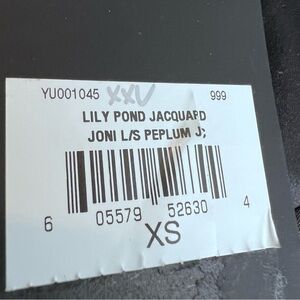 YU001045 XXV 999
LILY POND JACQUARD
JONI L/S PEPLUM
6 05579 52630 4
XS